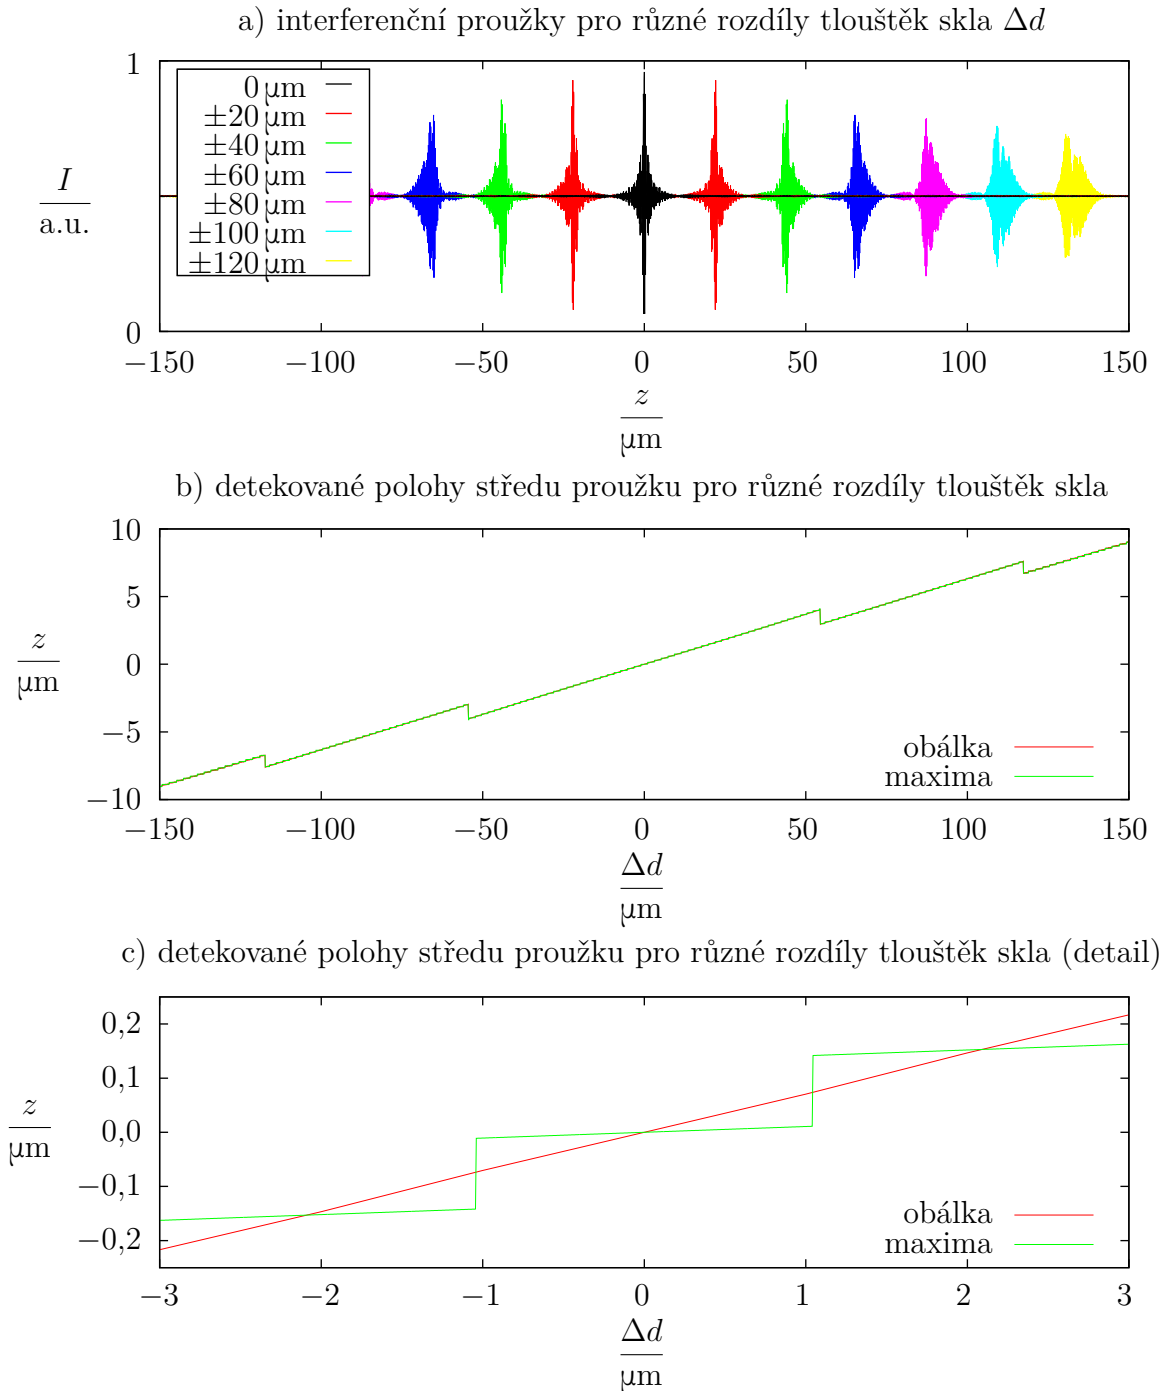 a) interferenční proužky pro různé rozdíly tlouštěk skla Δd
1
0 µm
±20 µm
±40 µm
±60 µm
±80 µm
±100 µm
±120 µm
I
a.u.
0
−150 −100 −50 0 50 100 150
z
µm
b) detekované polohy středu proužku pro různé rozdíly tlouštěk skla
10
5
z
µm
0
−5
obálka
maxima
−10
−150 −100 −50 0 50 100 150
Δd
µm
c) detekované polohy středu proužku pro různé rozdíly tlouštěk skla (detail)
0,2
0,1
z
µm
0,0
−0,1
−0,2
obálka
maxima
−3 −2 −1 0 1 2 3
Δd
µm